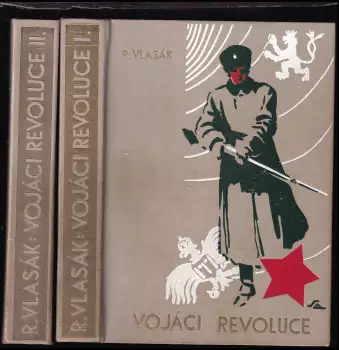 R. VLASÁK: VOJÁCI REVOLUCE II.
R. VLASÁK: VOJÁCI REVOLUCE I.
R. VLASÁK
VOJÁCI REVOLUCE